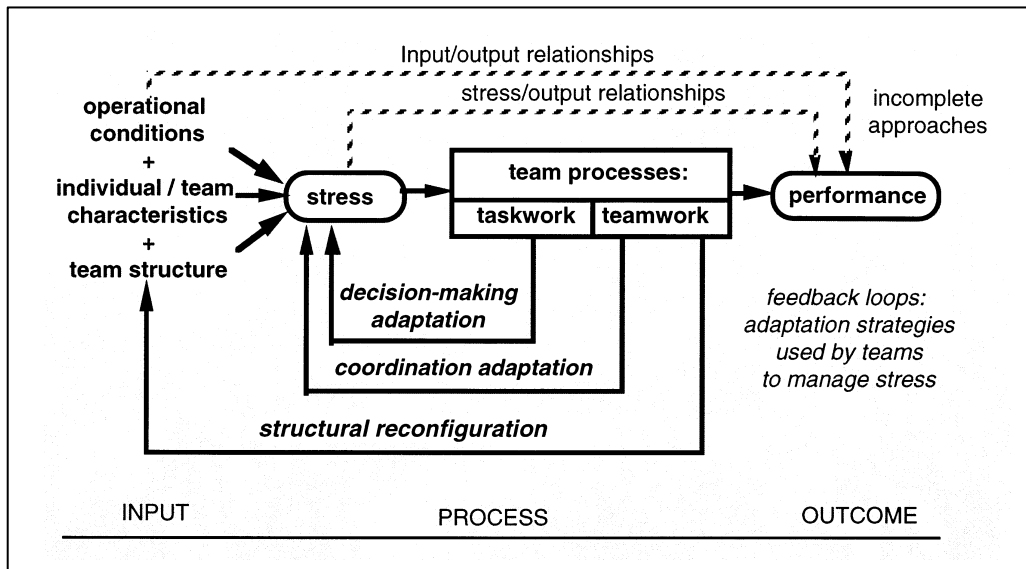 Input/output relationships
stress/output relationships
incomplete
approaches
operational
conditions
+
individual / team
characteristics
+
team structure
stress
team processes:
taskwork
teamwork
performance
decision-making
adaptation
coordination adaptation
structural reconfiguration
feedback loops:
adaptation strategies
used by teams
to manage stress
INPUT
PROCESS
OUTCOME